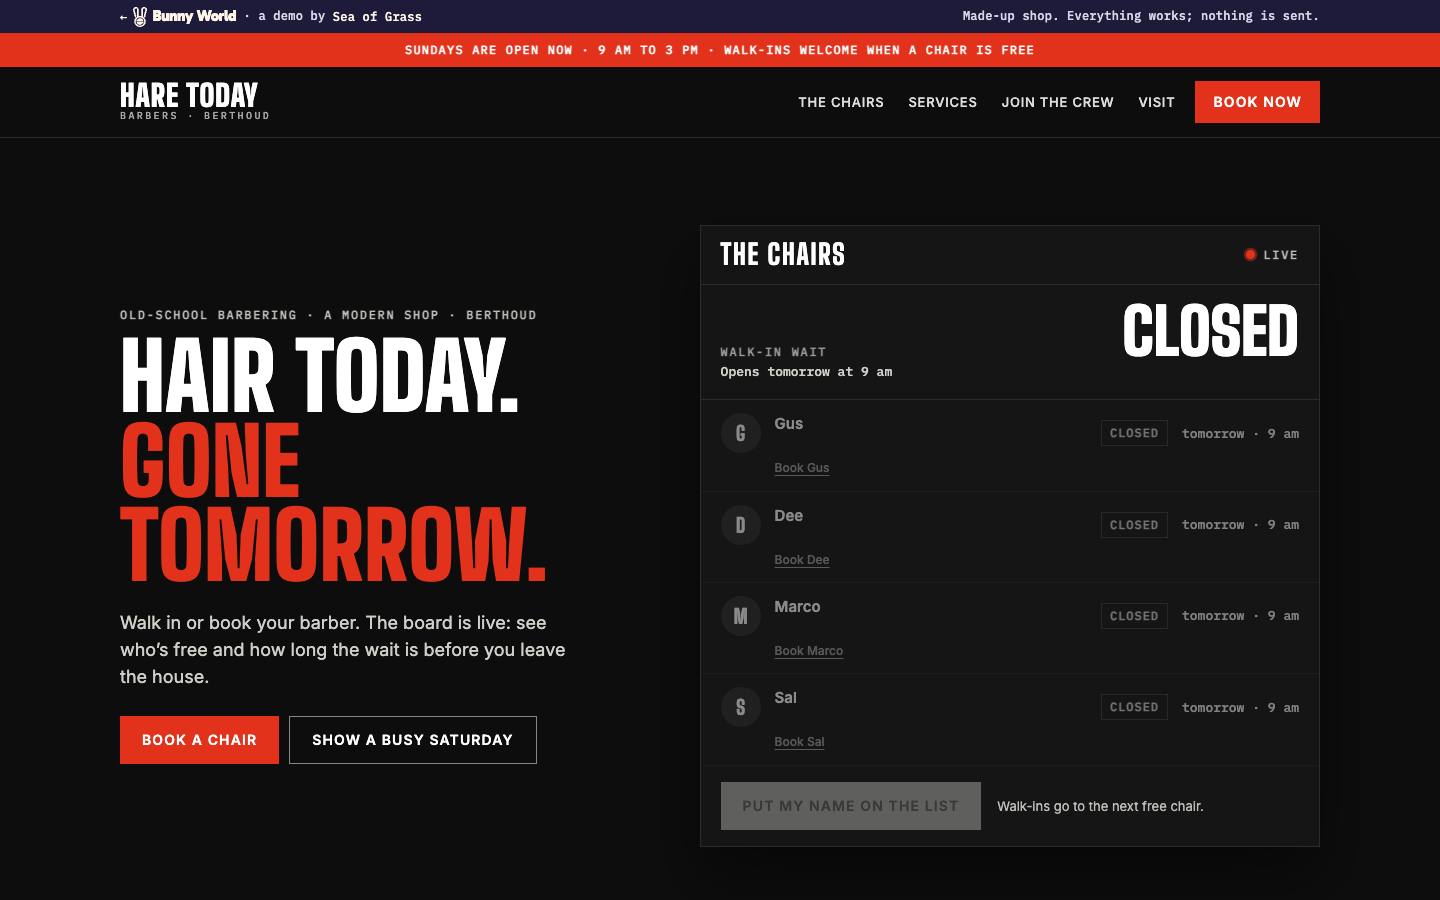 ← Bunny World · a demo by Sea of Grass
Made-up shop. Everything works; nothing is sent.
SUNDAYS ARE OPEN NOW · 9 AM TO 3 PM · WALK-INS WELCOME WHEN A CHAIR IS FREE
HARE TODAY
BARBERS · BERTHOUD
THE CHAIRS SERVICES JOIN THE CREW VISIT BOOK NOW
OLD-SCHOOL BARBERING · A MODERN SHOP · BERTHOUD
HAIR TODAY.
GONE
TOMORROW.
Walk in or book your barber. The board is live: see
who’s free and how long the wait is before you leave
the house.
BOOK A CHAIR SHOW A BUSY SATURDAY
THE CHAIRS LIVE
CLOSED
WALK-IN WAIT
Opens tomorrow at 9 am
G Gus CLOSED tomorrow · 9 am
Book Gus
D Dee CLOSED tomorrow · 9 am
Book Dee
M Marco CLOSED tomorrow · 9 am
Book Marco
S Sal CLOSED tomorrow · 9 am
Book Sal
PUT MY NAME ON THE LIST Walk-ins go to the next free chair.